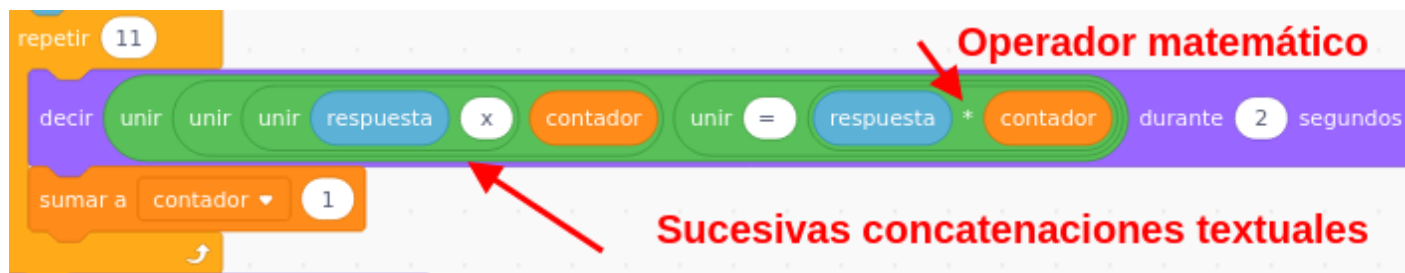 repetir 11
Operador matemático
decir unir unir unir respuesta x contador unir = respuesta * contador durante 2 segundos
sumar a contador 1
Sucesivas concatenaciones textuales